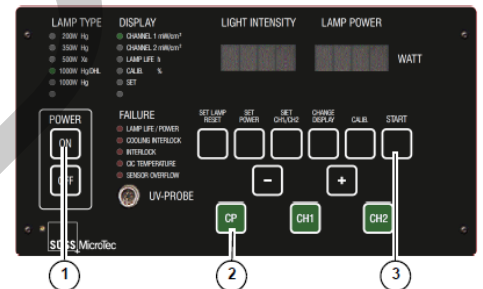 LAMP TYPE DISPLAY LIGHT INTENSITY LAMP POWER
200W Hg CHANNEL 1 mW/cm²
350W Hg CHANNEL 2 mW/cm²
500W Xe LAMP LIFE h
1000W Hg/DHL CALIB. %
1000W Hg SET
WATT
POWER FAILURE
ON LAMP LIFE / POWER
COOLING INTERLOCK
INTERLOCK
OFF CIC TEMPERATURE
SENSOR OVERFLOW
UV-PROBE
SET LAMP RESET
SET POWER
SET CH1/CH2
CHANGE DISPLAY
CALIB.
START
- +
CP CH1 CH2
SUSS MicroTec
1 2 3